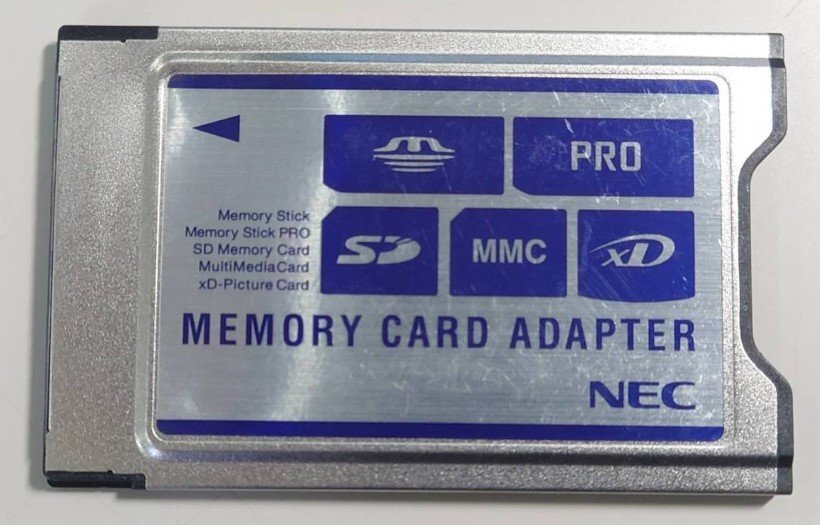 PRO
Memory Stick
Memory Stick PRO
SD Memory Card
MultiMediaCard
xD-Picture Card
SD
MMC
xD
MEMORY CARD ADAPTER
NEC